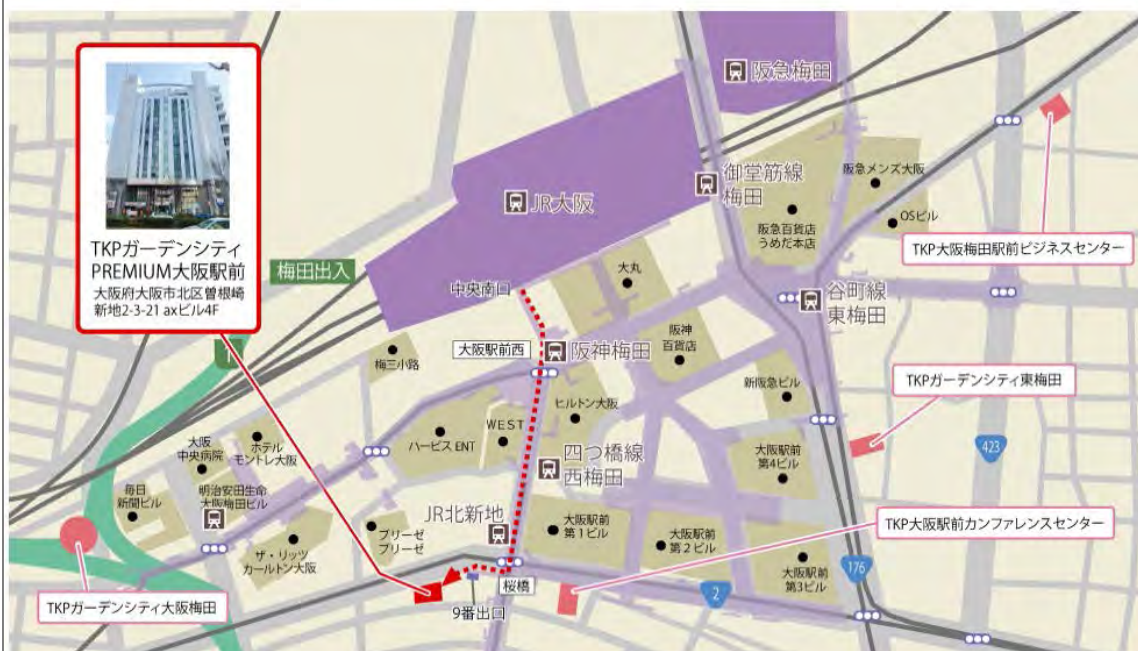 TKPガーデンシティ
PREMIUM大阪駅前
大阪府大阪市北区曽根崎
新地2-3-21 axビル4F
阪急梅田
JR大阪
御堂筋線
梅田
阪急メンズ大阪
OSビル
阪急百貨店
うめだ本店
TKP大阪梅田駅前ビジネスセンター
梅田出入
中央南口
大丸
谷町線
東梅田
大阪駅前西
阪神梅田
阪神
百貨店
梅三小路
1
新阪急ビル
TKPガーデンシティ東梅田
ヒルトン大阪
WEST
ハービス ENT
大阪
中央病院
ホテル
モントレ大阪
四つ橋線
西梅田
大阪駅前
第4ビル
423
毎日
新聞ビル
明治安田生命
大阪梅田ビル
JR北新地
ブリーゼ
ブリーゼ
大阪駅前
第1ビル
大阪駅前
第2ビル
TKP大阪駅前カンファレンスセンター
ザ・リッツ
カールトン大阪
大阪駅前
第3ビル
176
桜橋
2
9番出口
TKPガーデンシティ大阪梅田